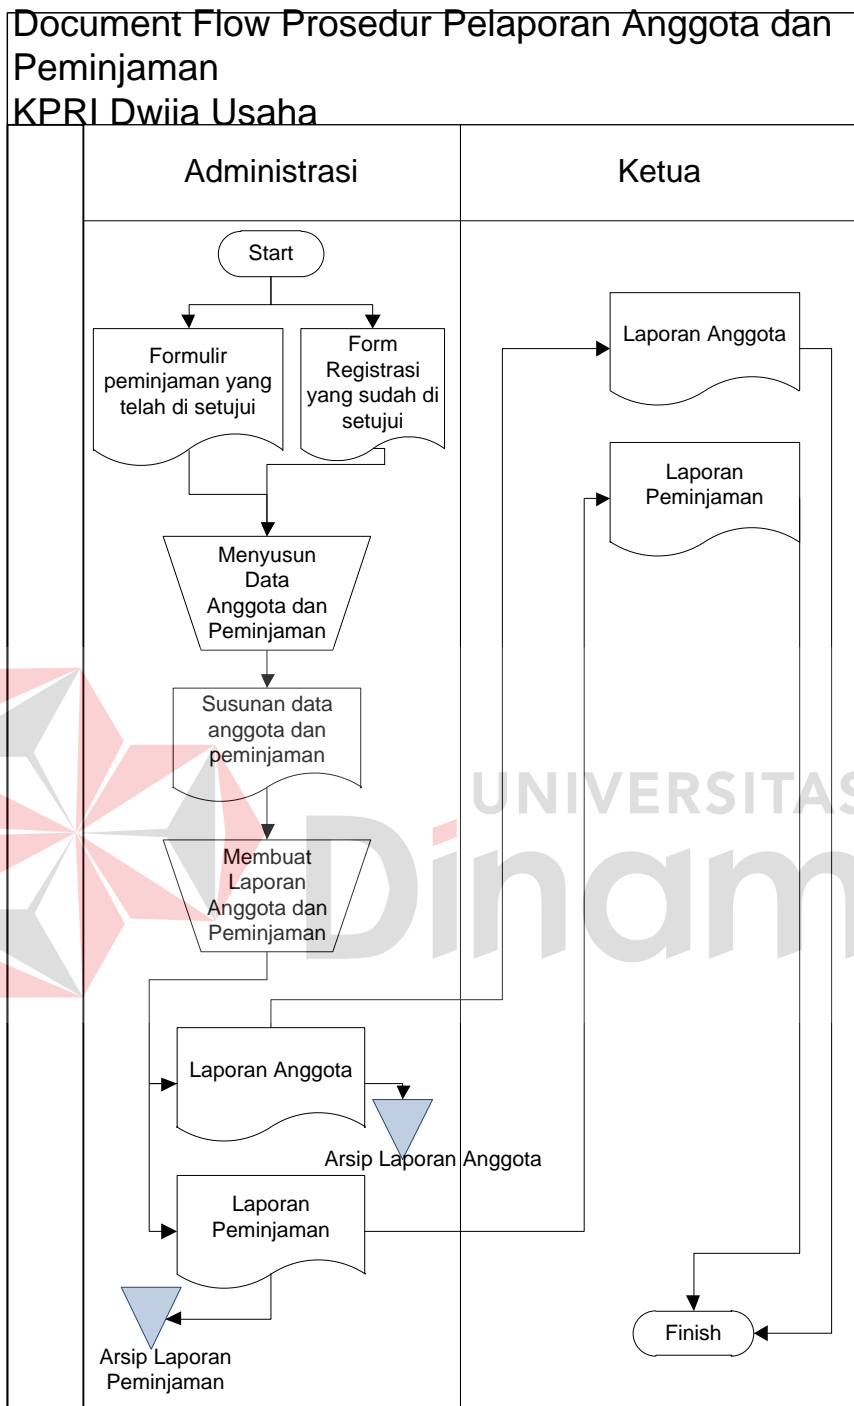 Document Flow Prosedur Pelaporan Anggota dan
Peminjaman
KPRI Dwija Usaha
Administrasi
Ketua
Start
Formulir
peminjaman yang
telah di setujui
Form
Registrasi
yang sudah di
setujui
Laporan Anggota
Laporan
Peminjaman
Menyusun
Data
Anggota dan
Peminjaman
Susunan data
anggota dan
peminjaman
UNIVERSITAS
Dinam
Membuat
Laporan
Anggota dan
Peminjaman
Laporan Anggota
Arsip Laporan Anggota
Laporan
Peminjaman
Finish
Arsip Laporan
Peminjaman